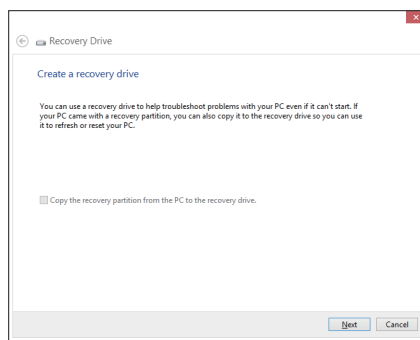 Recovery Drive
Create a recovery drive
You can use a recovery drive to help troubleshoot problems with your PC even if it can't start. If
your PC came with a recovery partition, you can also copy it to the recovery drive so you can use
it to refresh or reset your PC.
Copy the recovery partition from the PC to the recovery drive.
Next Cancel